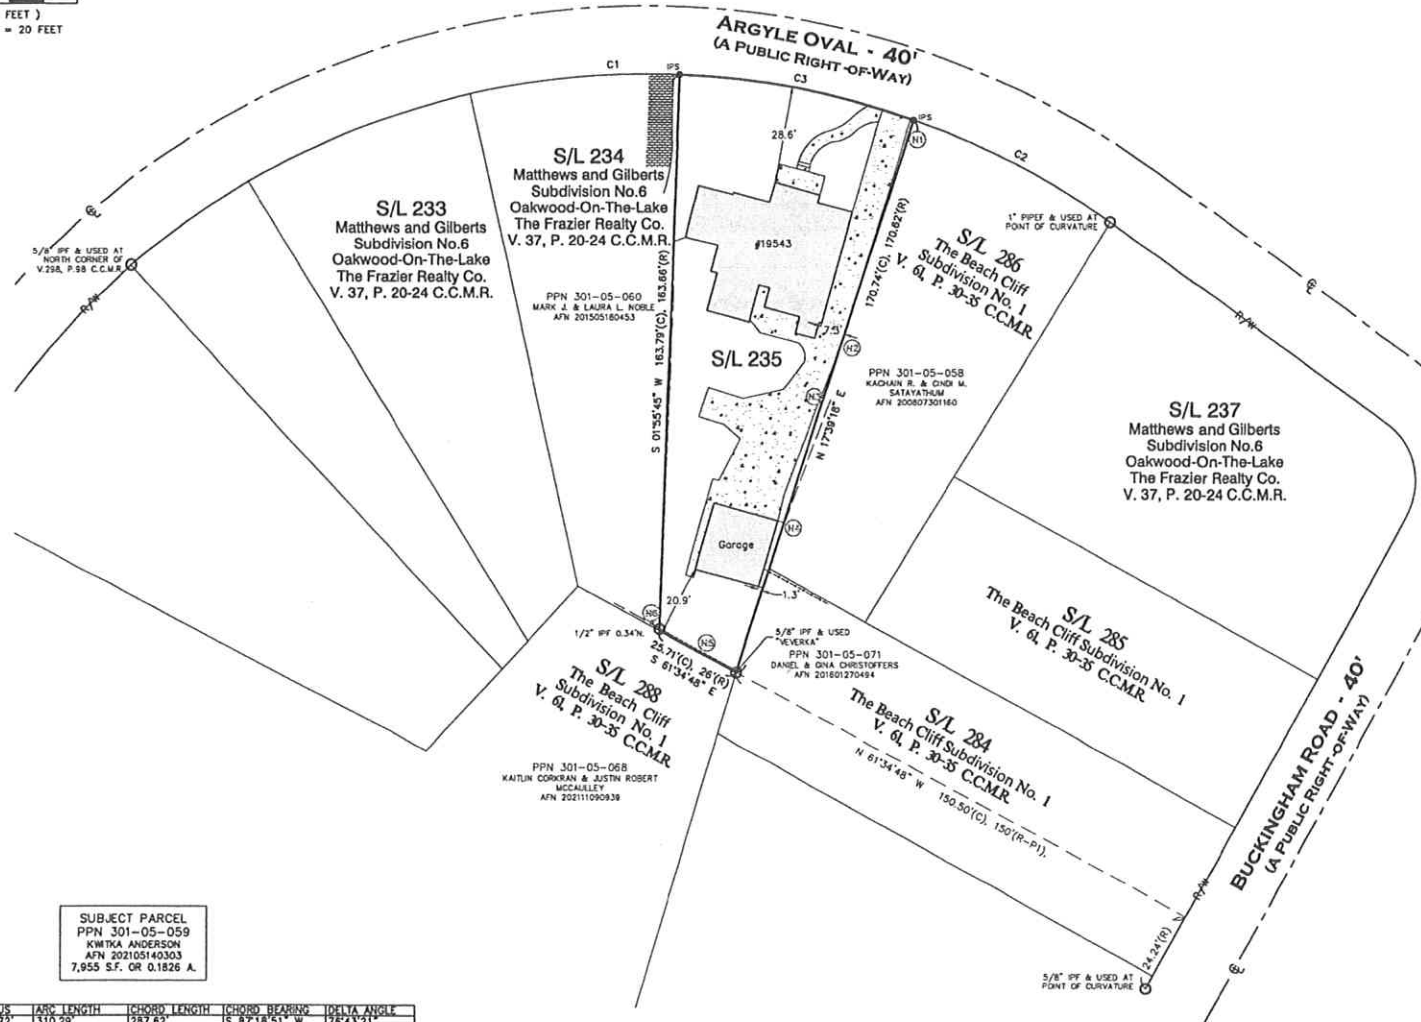 FEET )
= 20 FEET
ARGYLE OVAL - 40'
(A PUBLIC RIGHT-OF-WAY)
C1
IPS
C3
IPS
N1
C2
28.6'
S/L 234
Matthews and Gilberts
Subdivision No.6
Oakwood-On-The-Lake
The Frazier Realty Co.
V. 37, P. 20-24 C.C.M.R.
PPN 301-05-060
MARK J. & LAURA L. NOBLE
AFN 201505180453
S/L 233
Matthews and Gilberts
Subdivision No.6
Oakwood-On-The-Lake
The Frazier Realty Co.
V. 37, P. 20-24 C.C.M.R.
5/8" IPF & USED AT
NORTH CORNER OF
V.298, P.98 C.C.M.R.
R/W
#19543
170.74'(C), 170.62'(R)
N 17°39'18" E
S 01°55'45" W 163.79'(C), 163.66'(R)
7.3'
N2
N3
S/L 235
1" PIPEF & USED AT
POINT OF CURVATURE
S/L 286
The Beach Cliff
Subdivision No. 1
V. 61, P. 30-35 C.C.M.R.
PPN 301-05-058
KACHAIN R. & CINDI M.
SATAYATHUM
AFN 200807301160
R/W
S/L 237
Matthews and Gilberts
Subdivision No.6
Oakwood-On-The-Lake
The Frazier Realty Co.
V. 37, P. 20-24 C.C.M.R.
N4
Garage
1.3'
20.9'
N6
N5
1/2" IPF 0.34'N.
25.71'(C), 26'(R)
S 61°34'48" E
5/8" IPF & USED
"VEVERKA"
PPN 301-05-071
DANIEL & GINA CHRISTOFFERS
AFN 201601270494
S/L 285
The Beach Cliff Subdivision No. 1
V. 61, P. 30-35 C.C.M.R.
S/L 288
The Beach Cliff
Subdivision No. 1
V. 61, P. 30-35 C.C.M.R.
PPN 301-05-068
KAITLIN CORKRAN & JUSTIN ROBERT
MCCAULLEY
AFN 202111090939
S/L 284
The Beach Cliff Subdivision No. 1
V. 61, P. 30-35 C.C.M.R.
N 61°34'48" W 150.50'(C), 150'(R-P1).
BUCKINGHAM ROAD - 40'
(A PUBLIC RIGHT-OF-WAY)
R/W
24.24'(R)
5/8" IPF & USED AT
POINT OF CURVATURE
SUBJECT PARCEL
PPN 301-05-059
KWITKA ANDERSON
AFN 202105140303
7,955 S.F. OR 0.1826 A.
ARC LENGTH CHORD LENGTH CHORD BEARING DELTA ANGLE